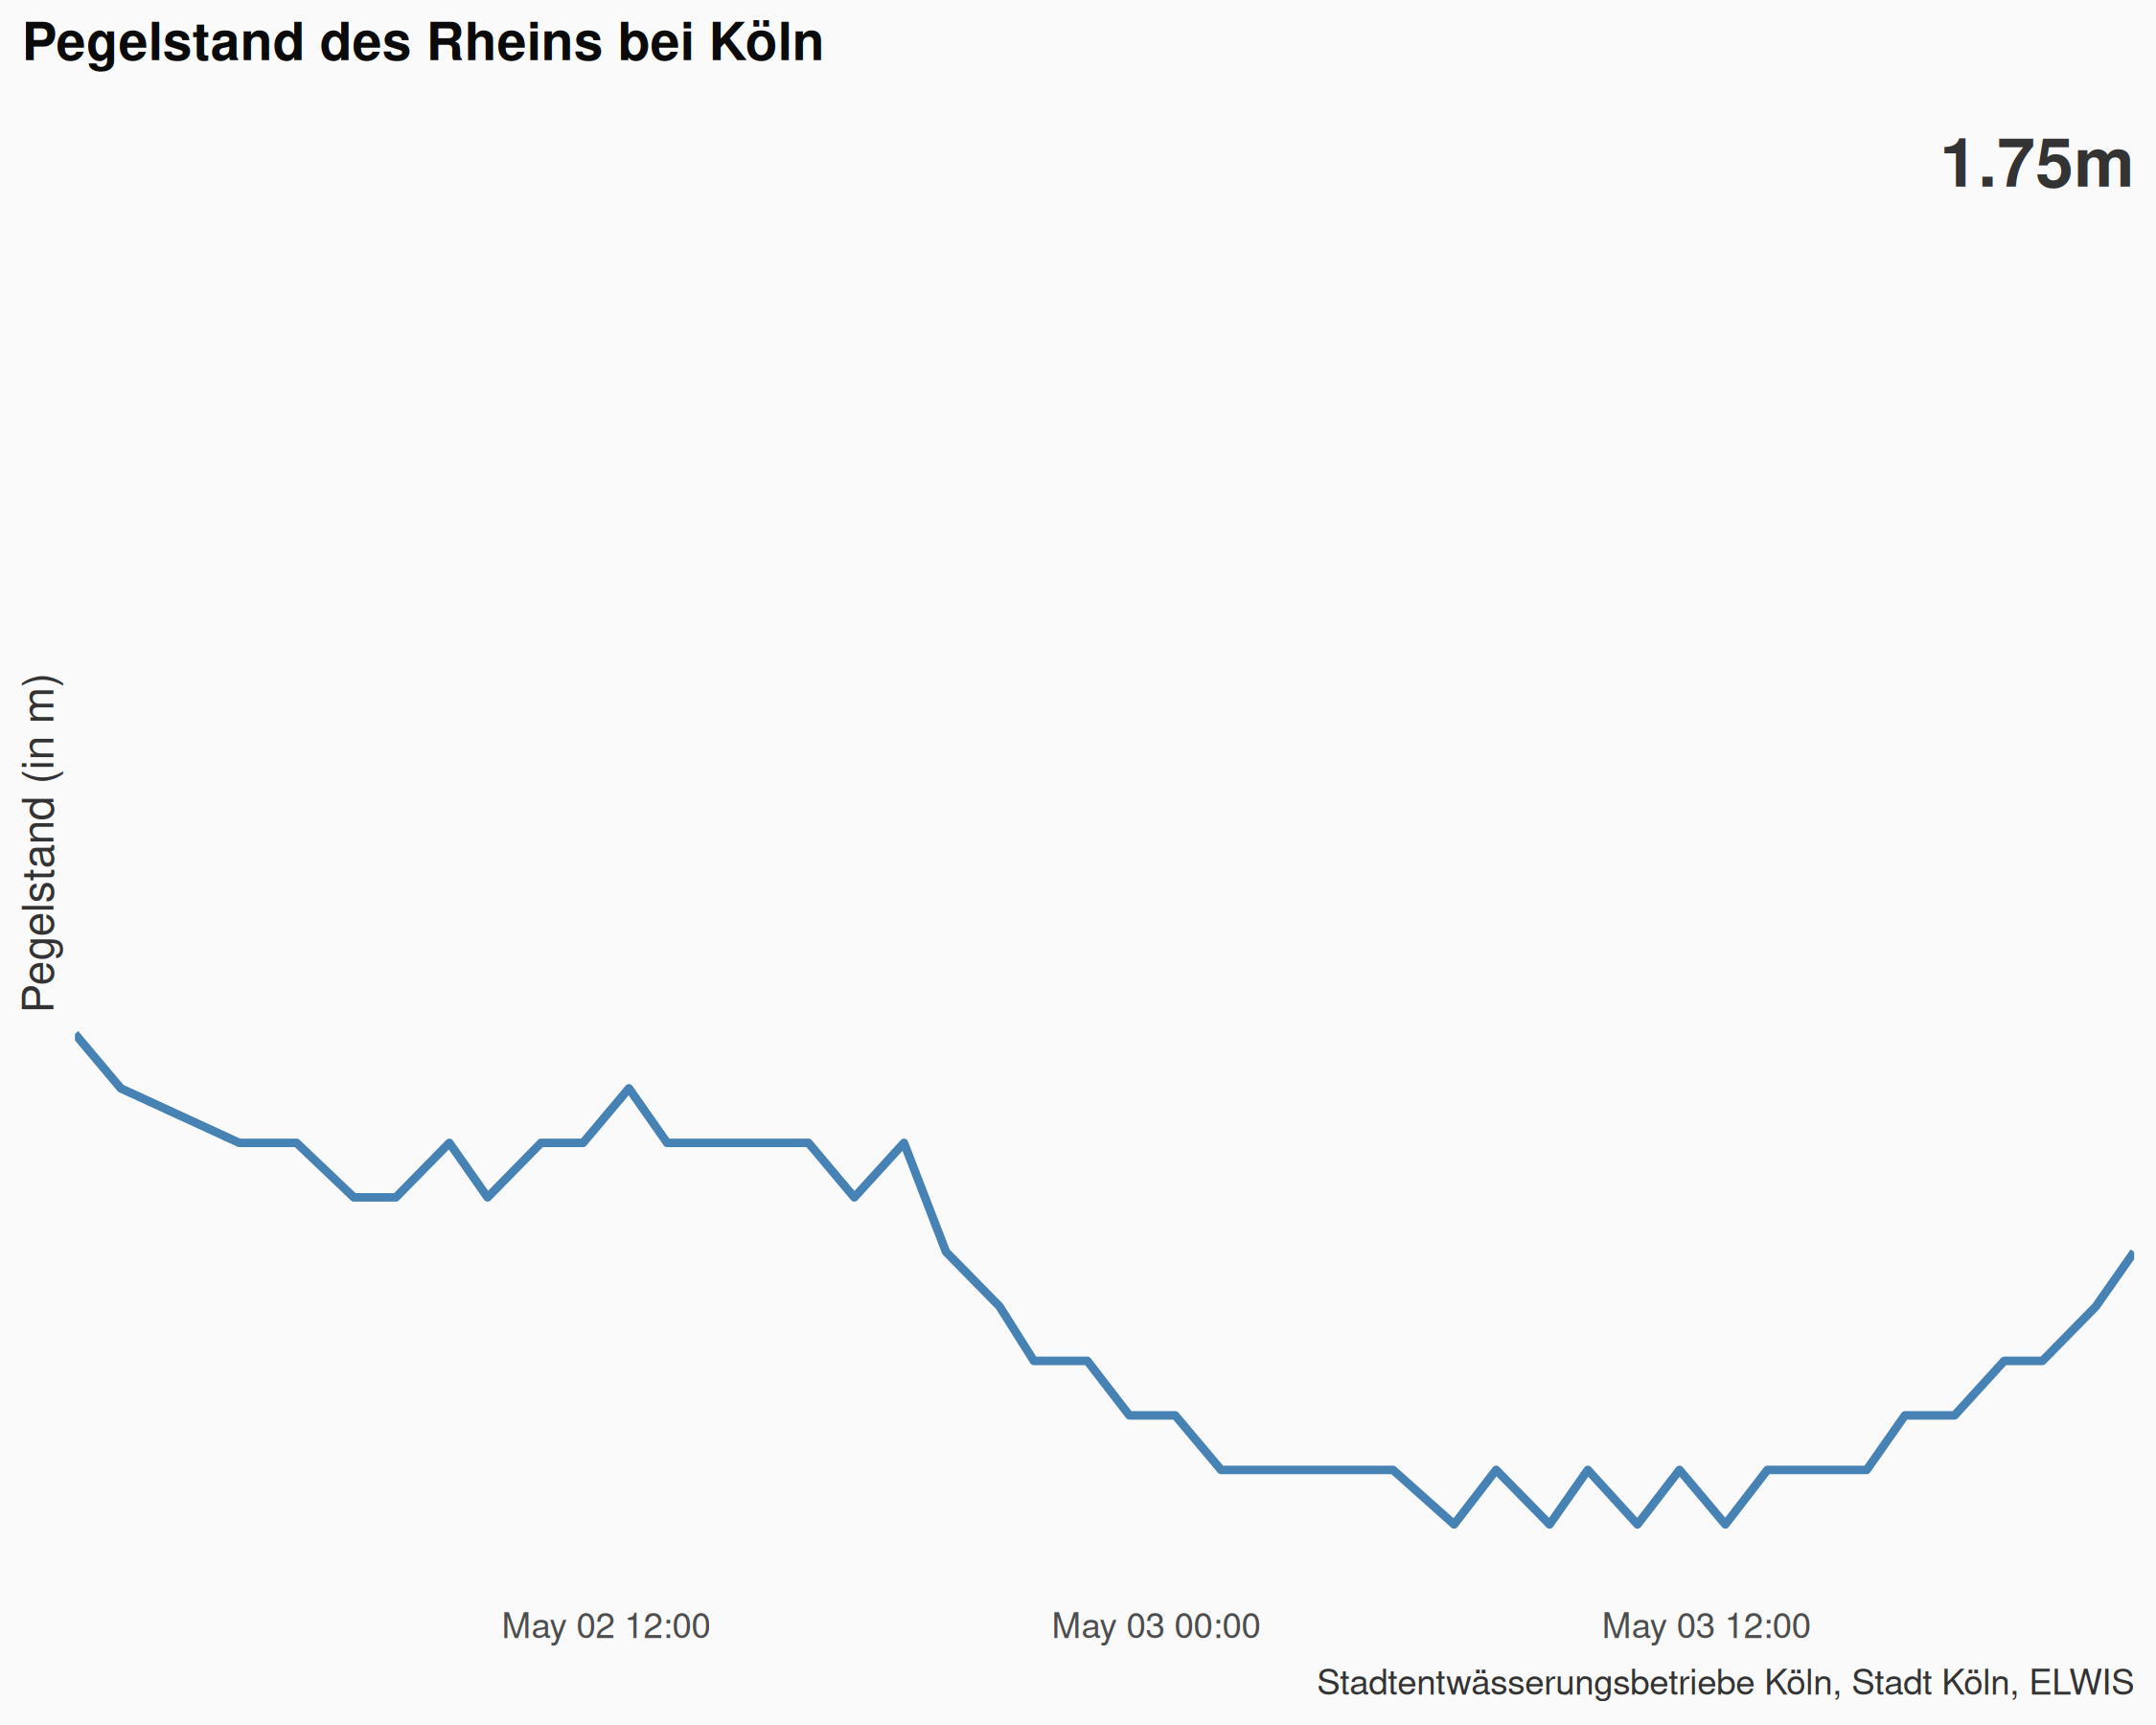 Pegelstand des Rheins bei Köln
1.75m
Pegelstand (in m)
May 02 12:00
May 03 00:00
May 03 12:00
Stadtentwässerungsbetriebe Köln, Stadt Köln, ELWIS